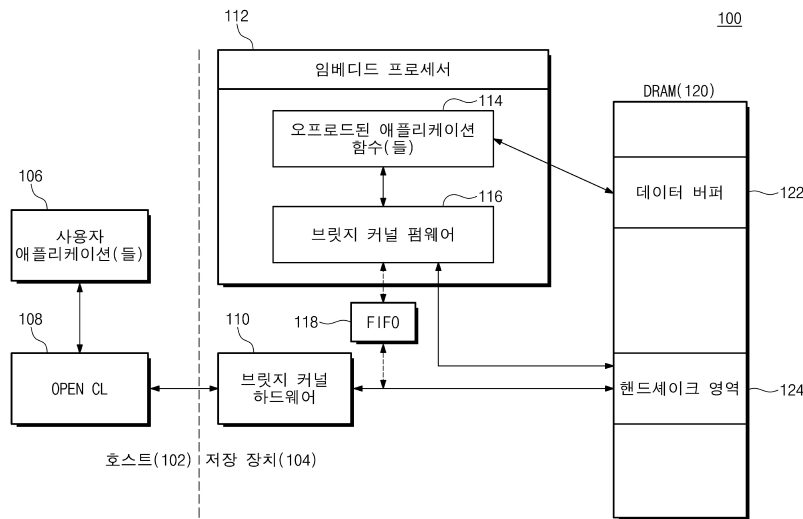 100
112
임베디드 프로세서
114
오프로드된 애플리케이션
함수(들)
DRAM(120)
데이터 버퍼
122
106
사용자
애플리케이션(들)
116
브릿지 커널 펌웨어
118
FIFO
108
OPEN CL
110
브릿지 커널
하드웨어
핸드셰이크 영역
124
호스트(102)
저장 장치(104)